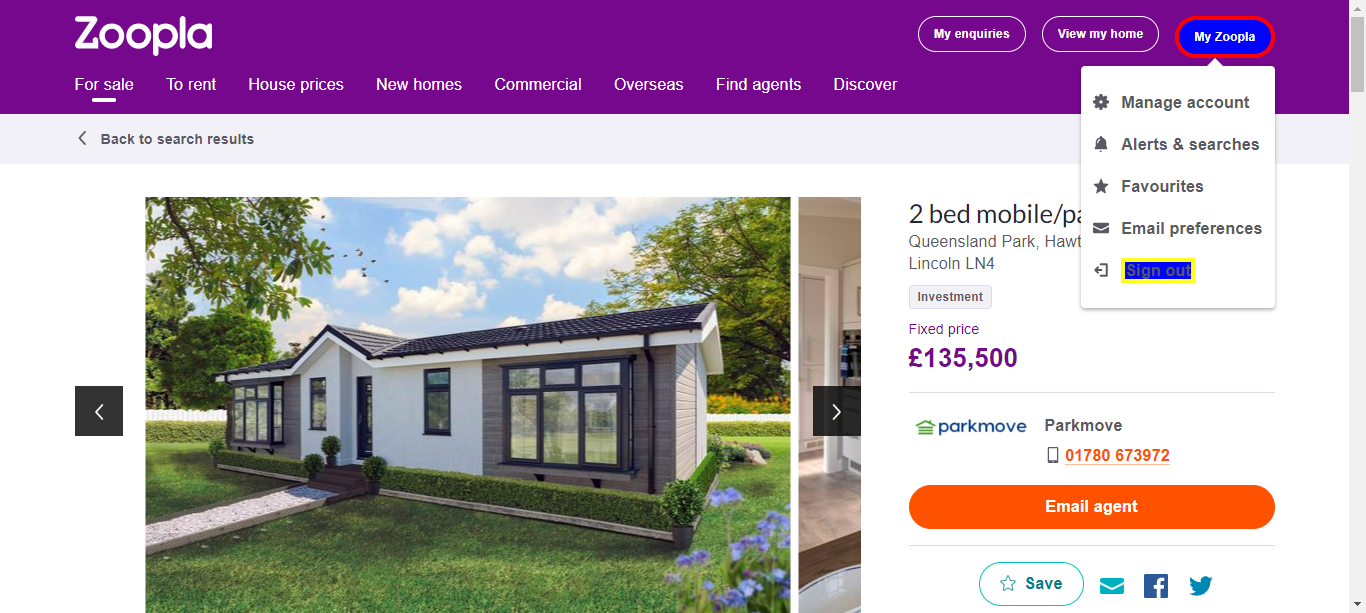 Zoopla
My enquiries
View my home
My Zoopla
For sale
To rent
House prices
New homes
Commercial
Overseas
Find agents
Discover
Manage account
Alerts & searches
Favourites
Email preferences
Sign out
Back to search results
2 bed mobile/pa
Queensland Park, Hawt
Lincoln LN4
Investment
Fixed price
£135,500
parkmove
Parkmove
01780 673972
Email agent
Save